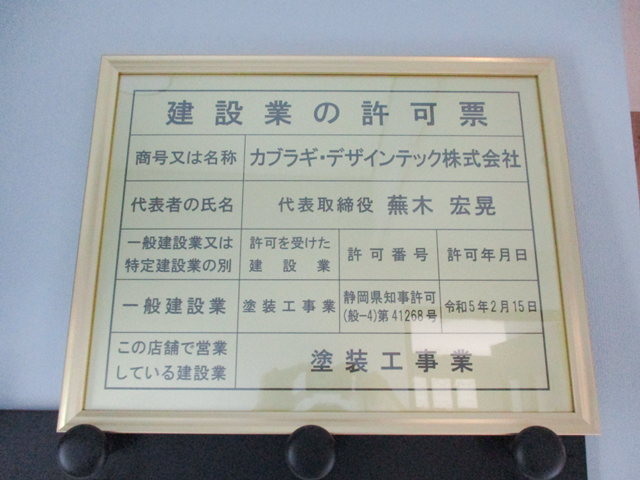 建設業の許可票
商号又は名称 カブラギ・デザインテック株式会社
代表者の氏名 代表取締役 蕪木 宏晃
一般建設業又は
特定建設業の別
許可を受けた
建設業
許可番号
許可年月日
一般建設業
塗装工事業
静岡県知事許可
(般−4)第41268号
令和5年2月15日
この店舗で営業
している建設業
塗装工事業